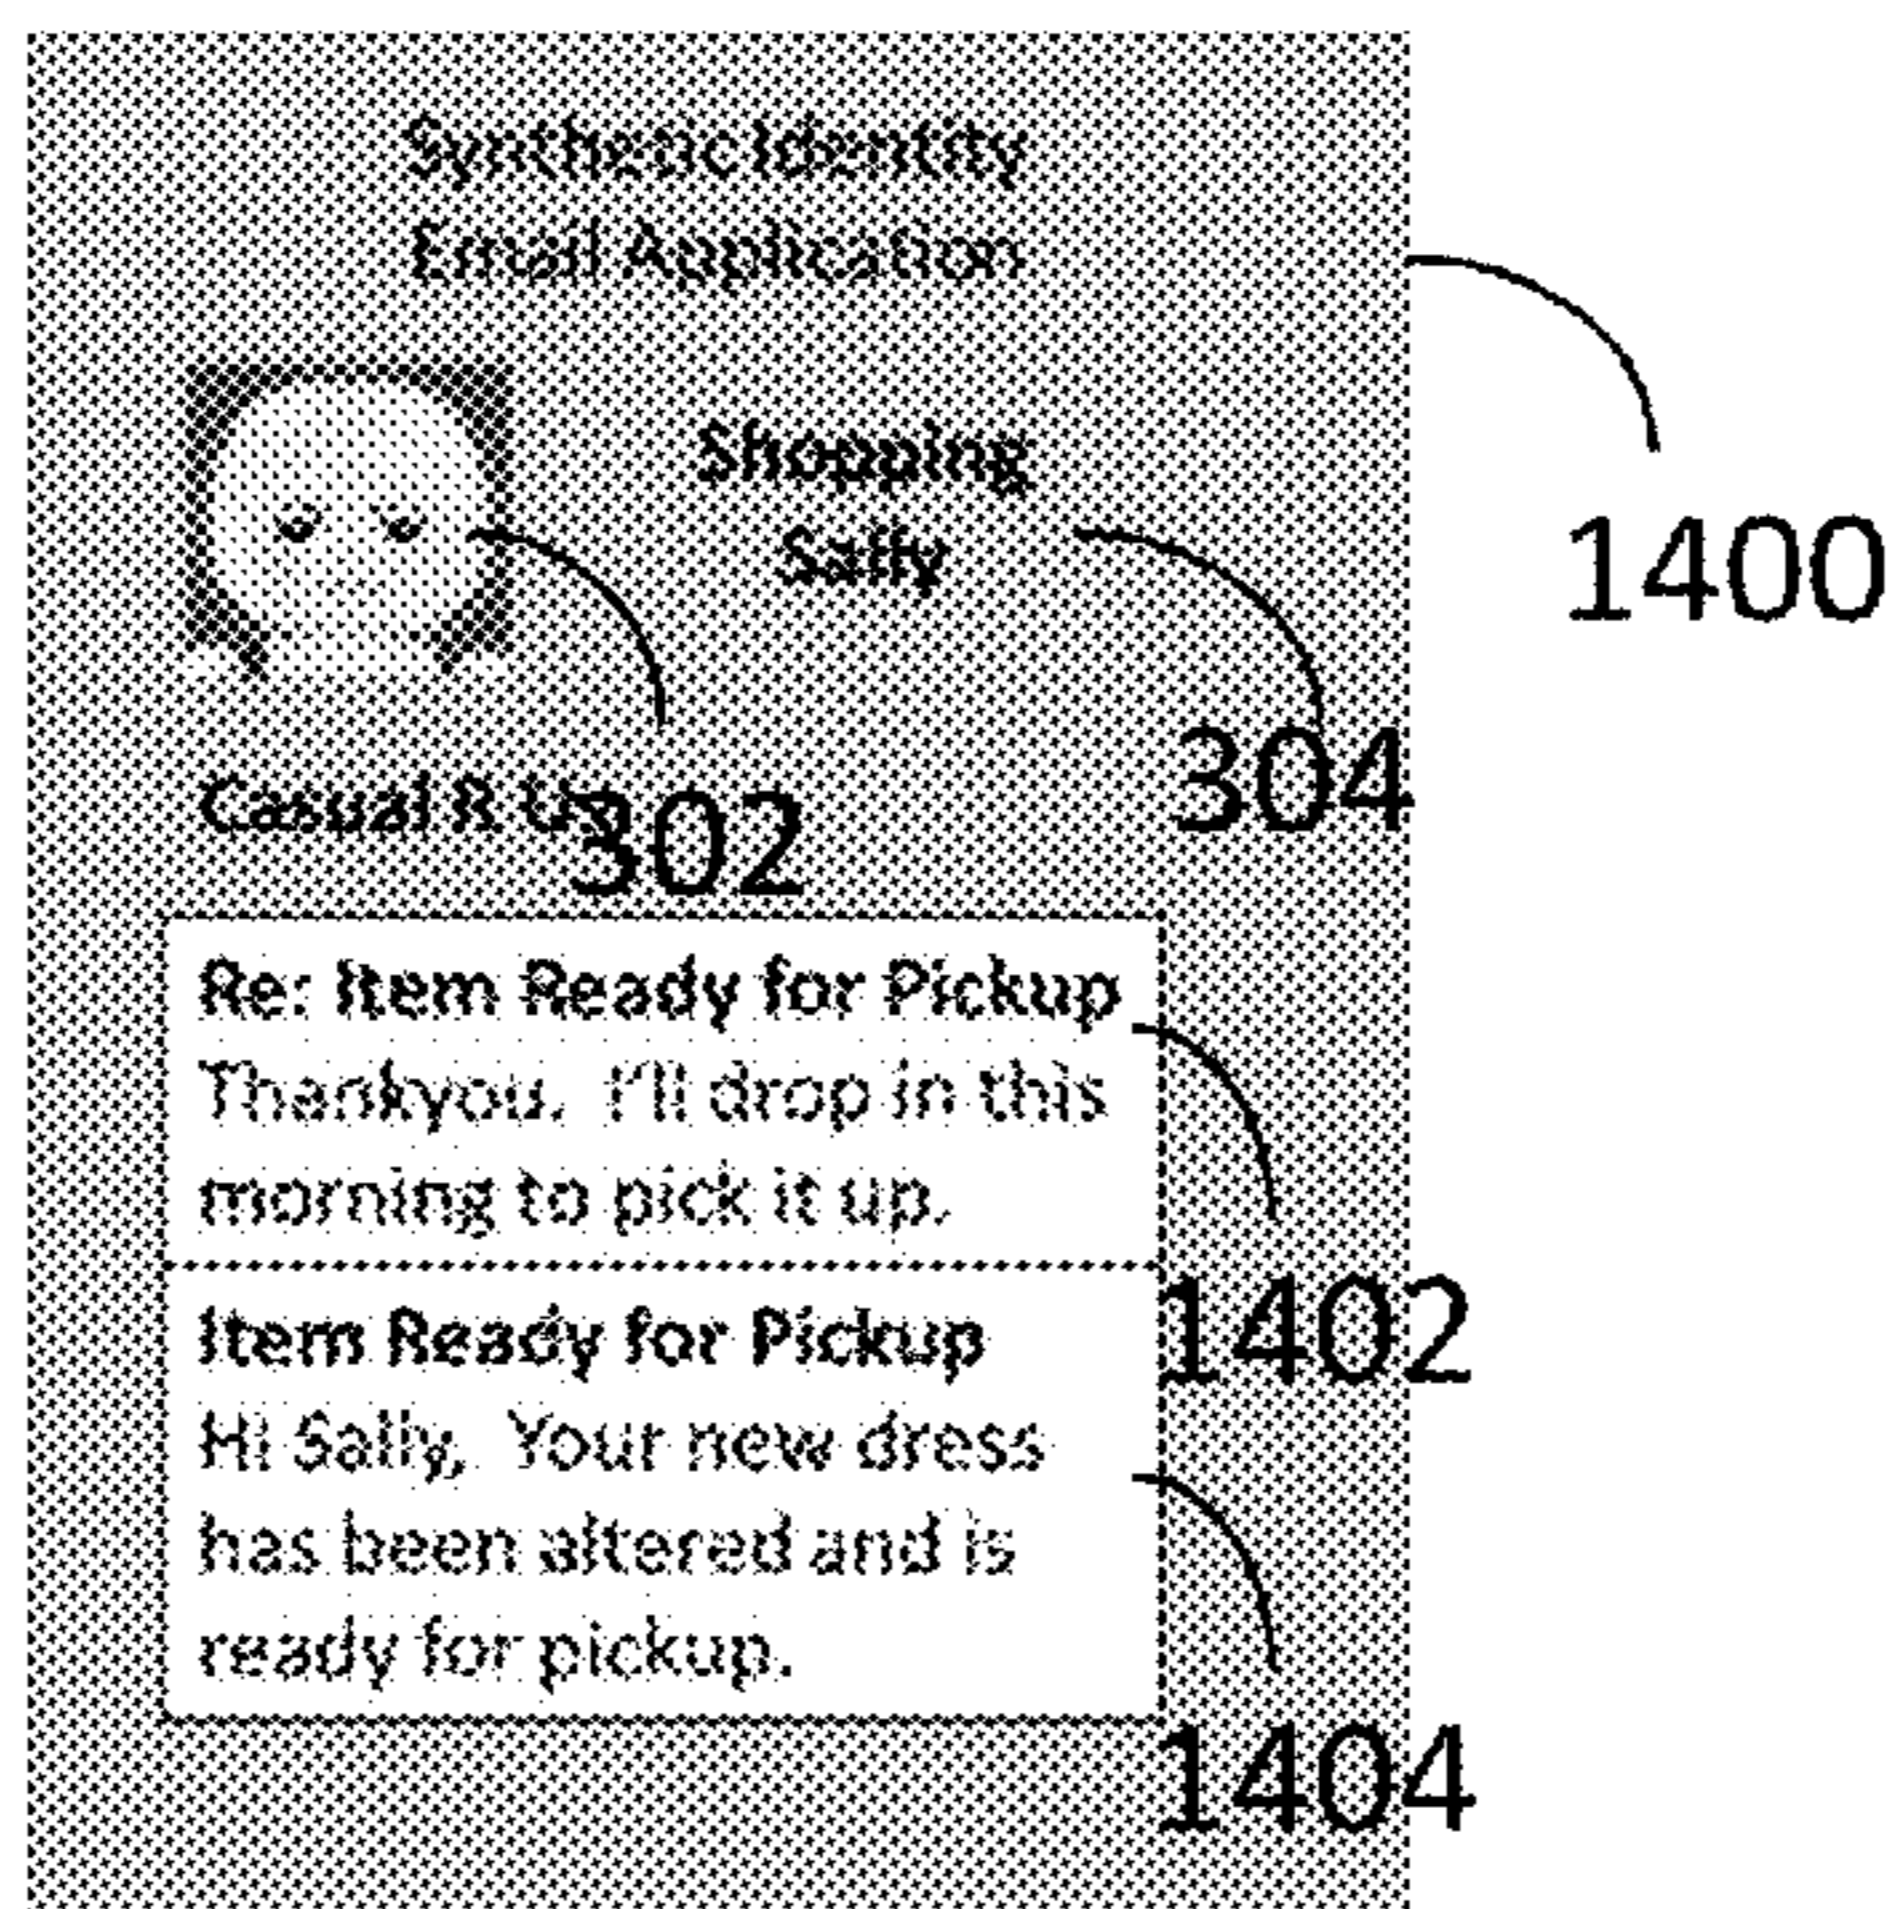 Synthetic Identity
Email Application
Shopping
Sally
1400
304
Casual R Us
302
Re: Item Ready for Pickup
Thankyou. I'll drop in this
morning to pick it up.
1402
Item Ready for Pickup
Hi Sally, Your new dress
has been altered and is
ready for pickup.
1404